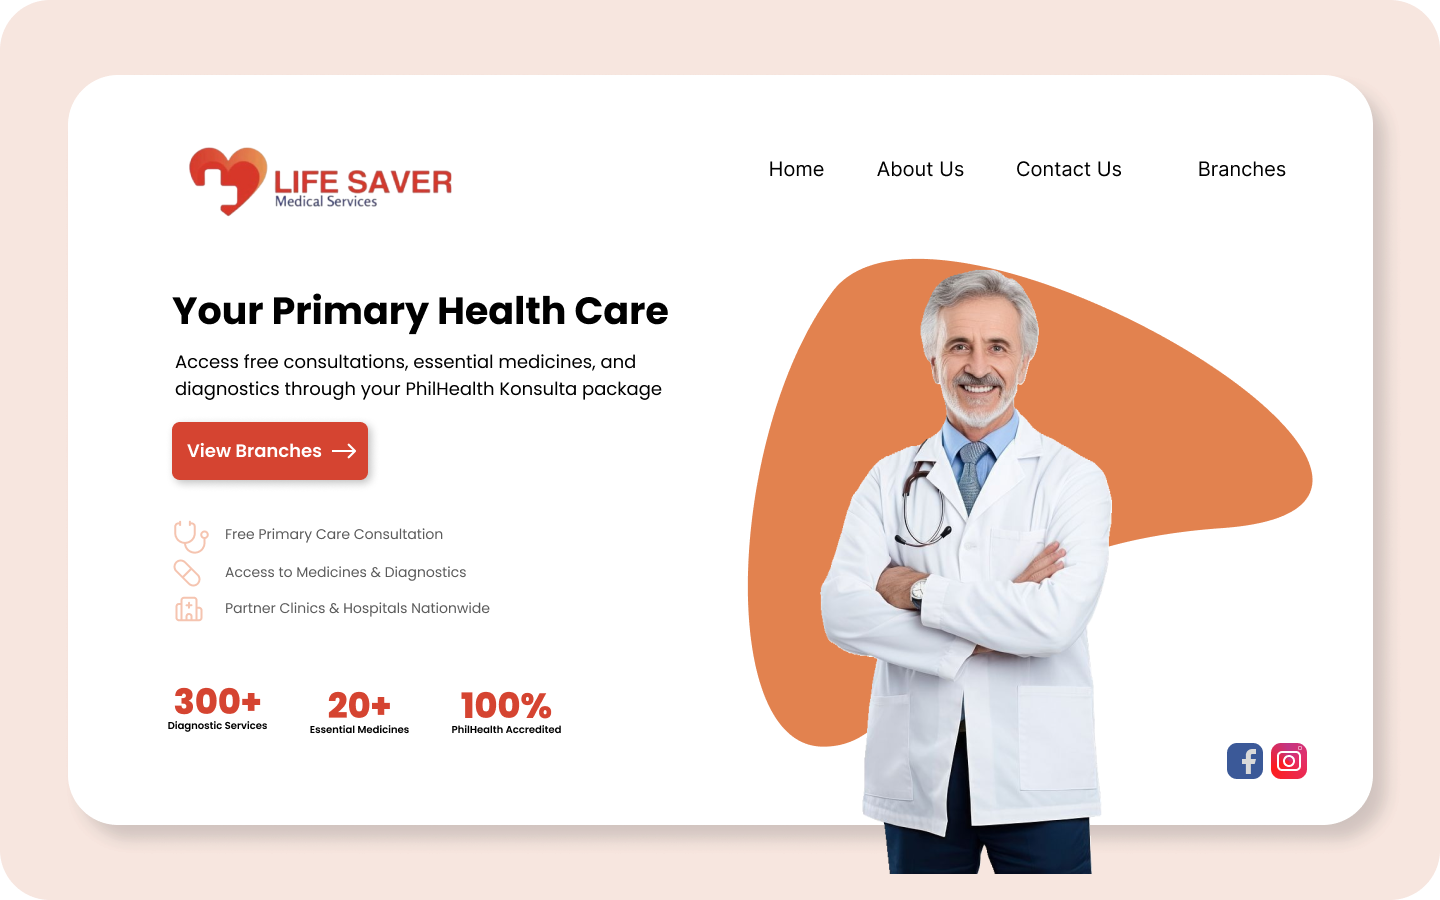 LIFE SAVER
Medical Services
Home
About Us
Contact Us
Branches
Your Primary Health Care
Access free consultations, essential medicines, and
diagnostics through your PhilHealth Konsulta package
View Branches
Free Primary Care Consultation
Access to Medicines & Diagnostics
Partner Clinics & Hospitals Nationwide
300+
Diagnostic Services
20+
Essential Medicines
100%
PhilHealth Accredited